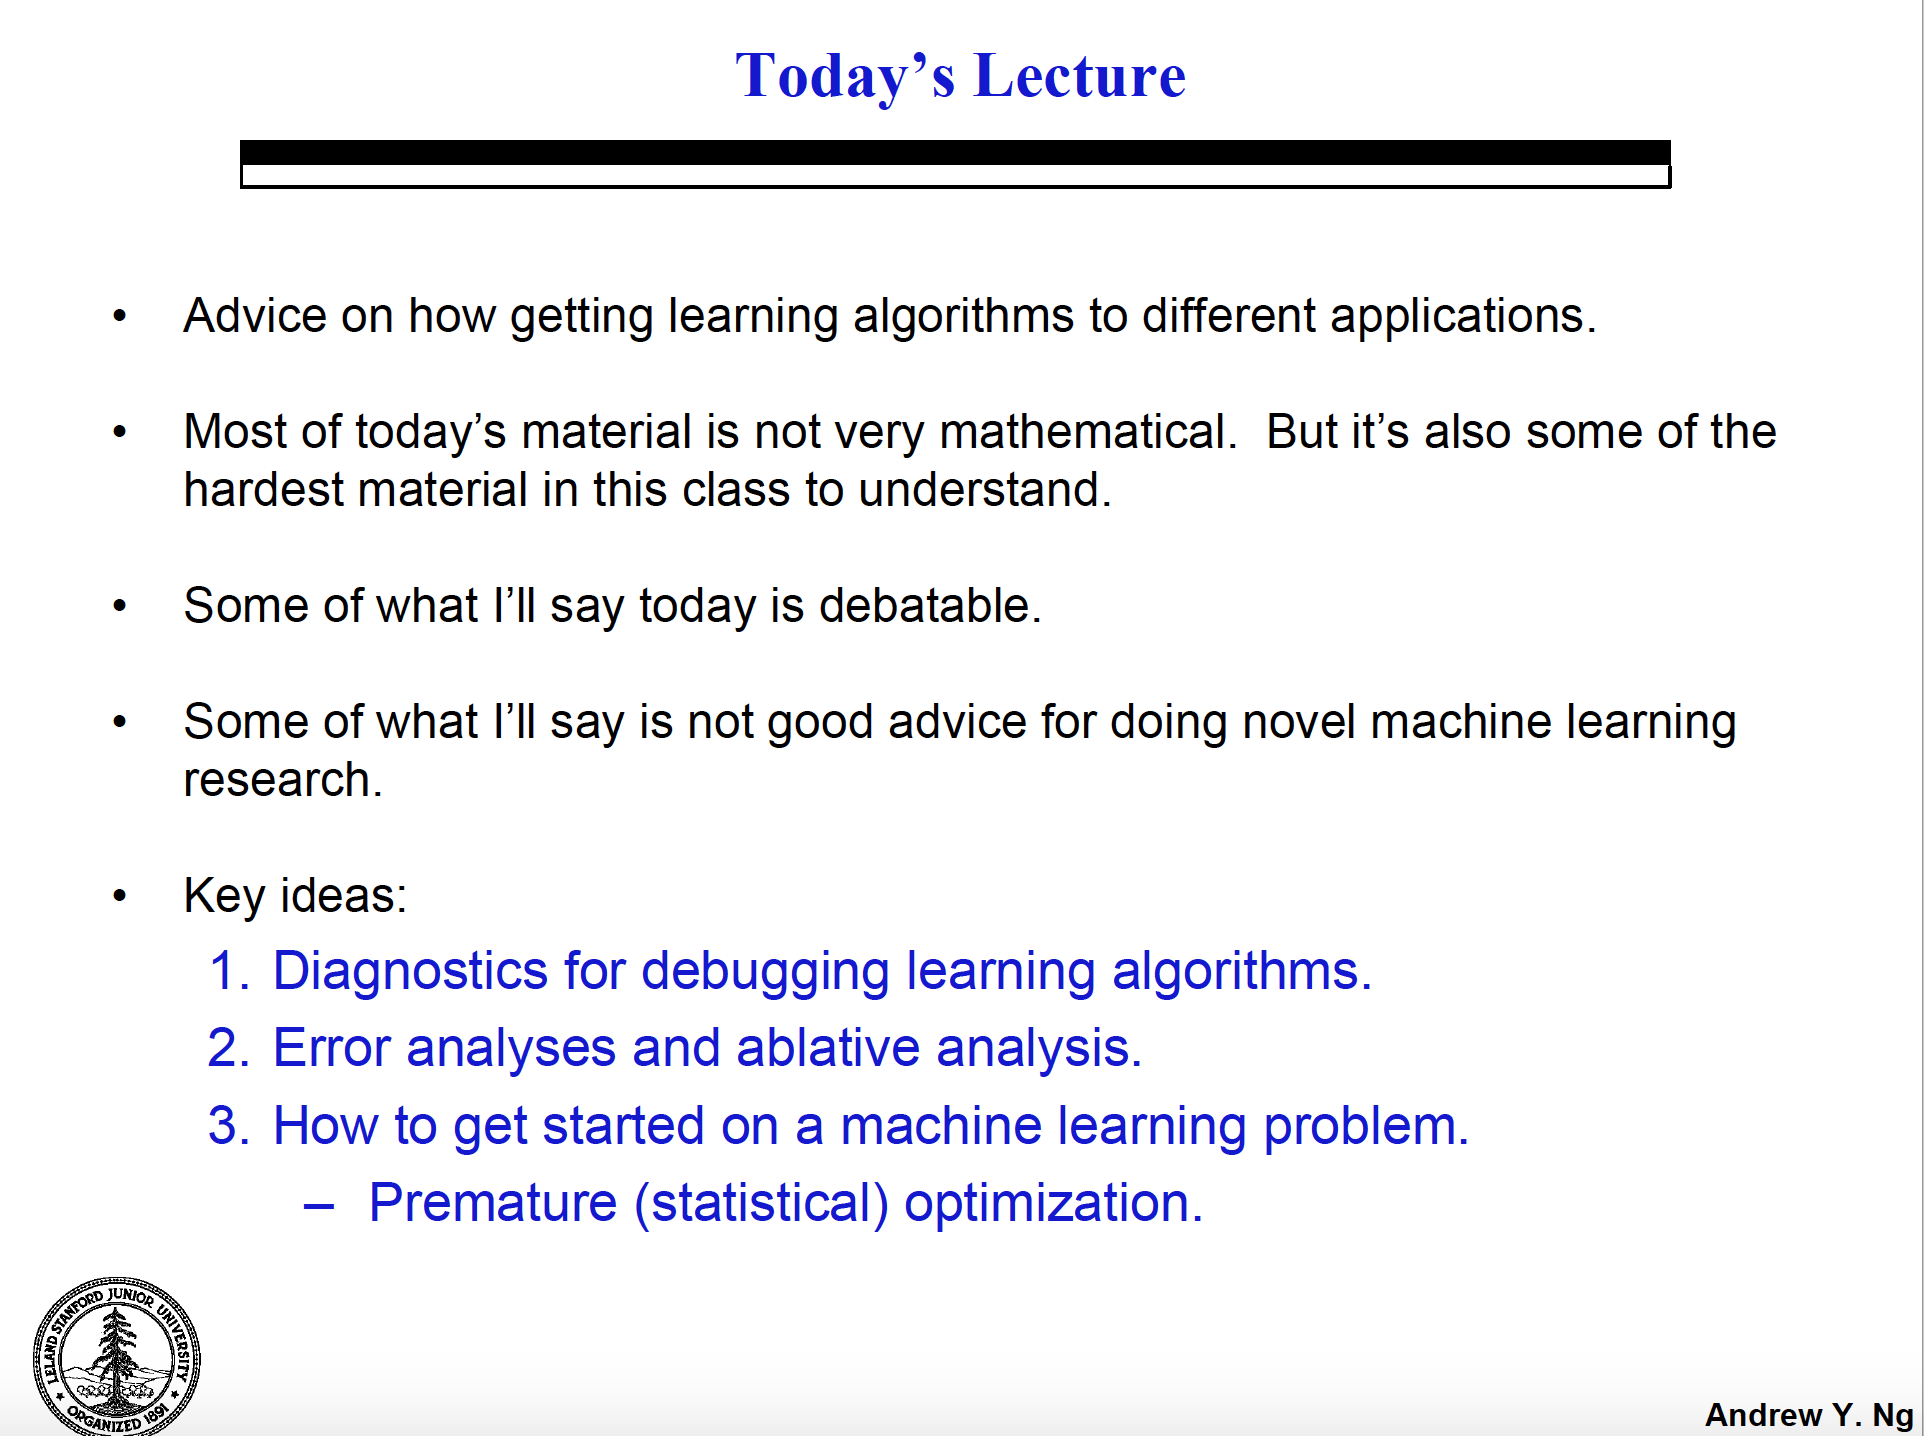 Today’s Lecture
• Advice on how getting learning algorithms to different applications.
• Most of today’s material is not very mathematical.  But it’s also some of the
hardest material in this class to understand.
• Some of what I’ll say today is debatable.
• Some of what I’ll say is not good advice for doing novel machine learning
research.
• Key ideas:
1. Diagnostics for debugging learning algorithms.
2. Error analyses and ablative analysis.
3. How to get started on a machine learning problem.
– Premature (statistical) optimization.
LELAND STANFORD JUNIOR UNIVERSITY
ORGANIZED 1891
Andrew Y. Ng